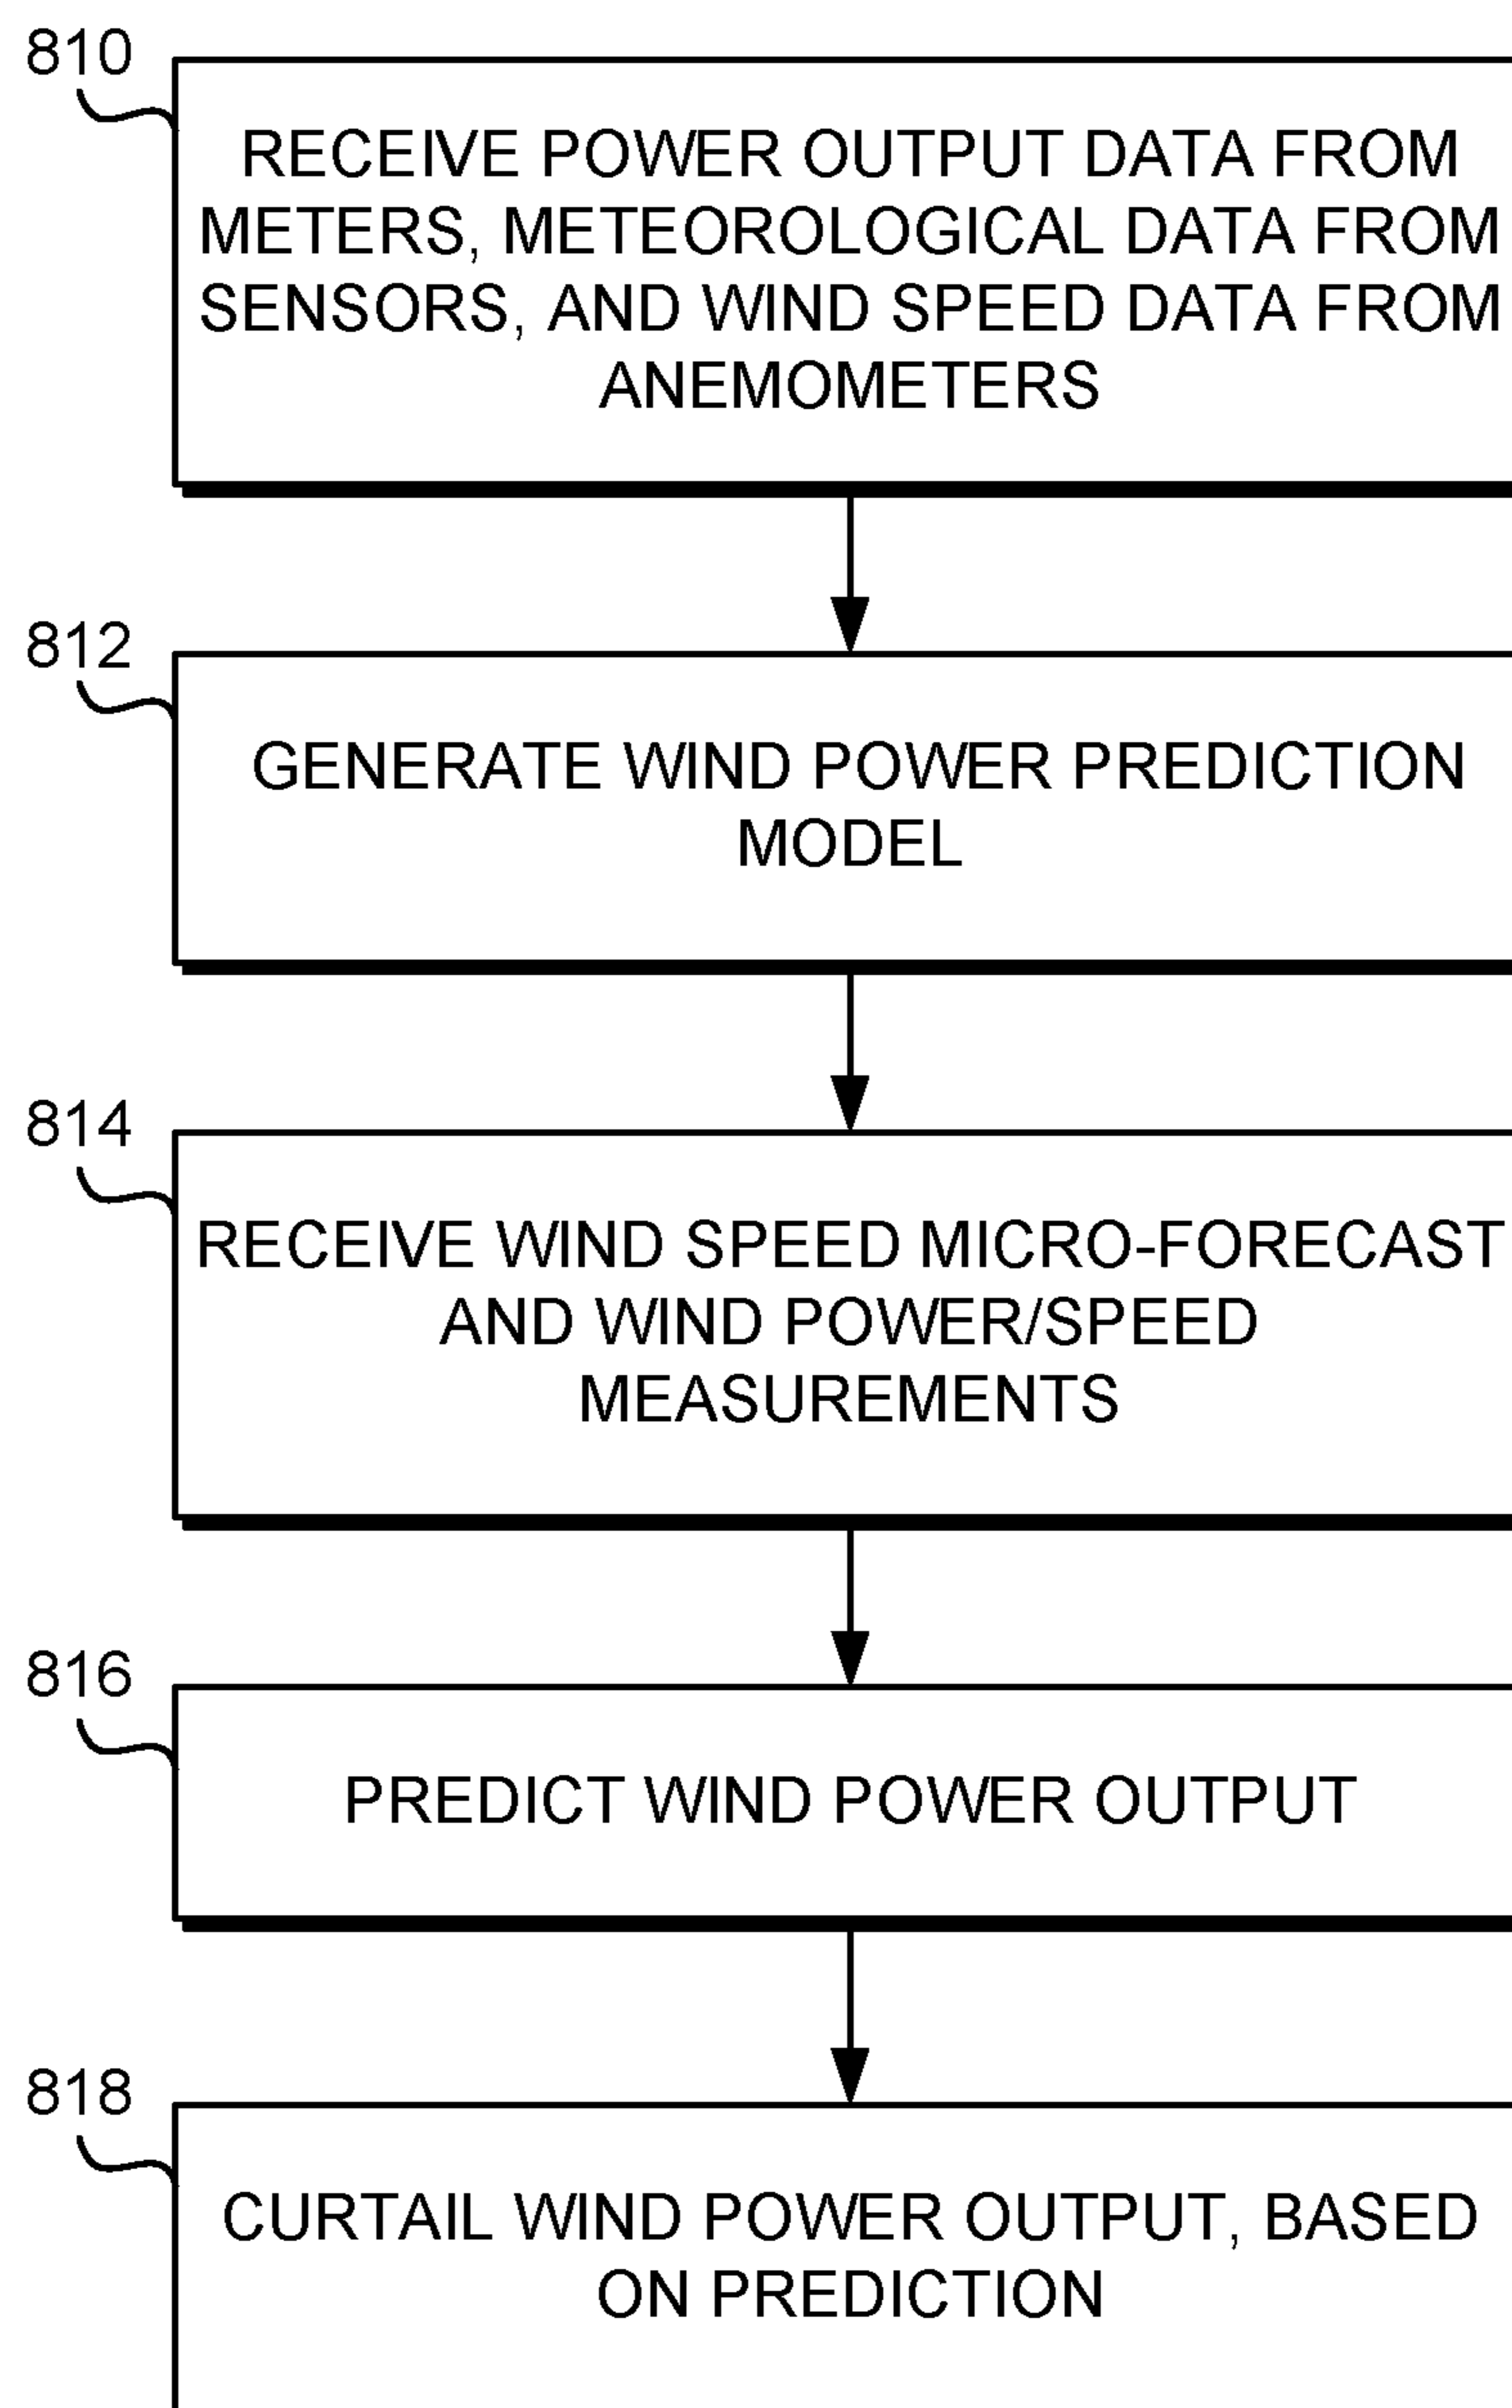 810
RECEIVE POWER OUTPUT DATA FROM
METERS, METEOROLOGICAL DATA FROM
SENSORS, AND WIND SPEED DATA FROM
ANEMOMETERS
812
GENERATE WIND POWER PREDICTION
MODEL
814
RECEIVE WIND SPEED MICRO-FORECAST
AND WIND POWER/SPEED
MEASUREMENTS
816
PREDICT WIND POWER OUTPUT
818
CURTAIL WIND POWER OUTPUT, BASED
ON PREDICTION